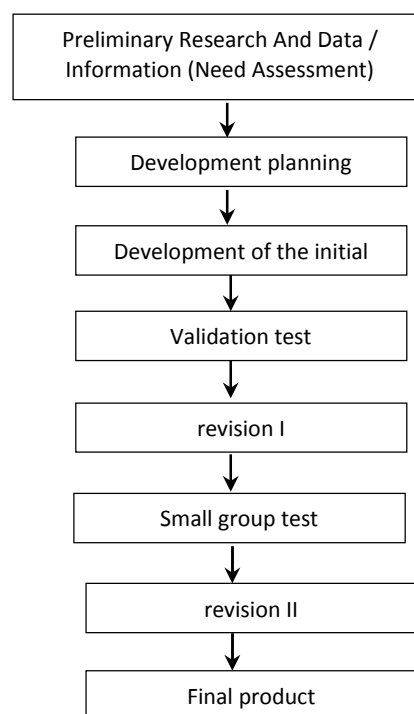 Preliminary Research And Data /
Information (Need Assessment)
Development planning
Development of the initial
Validation test
revision I
Small group test
revision II
Final product